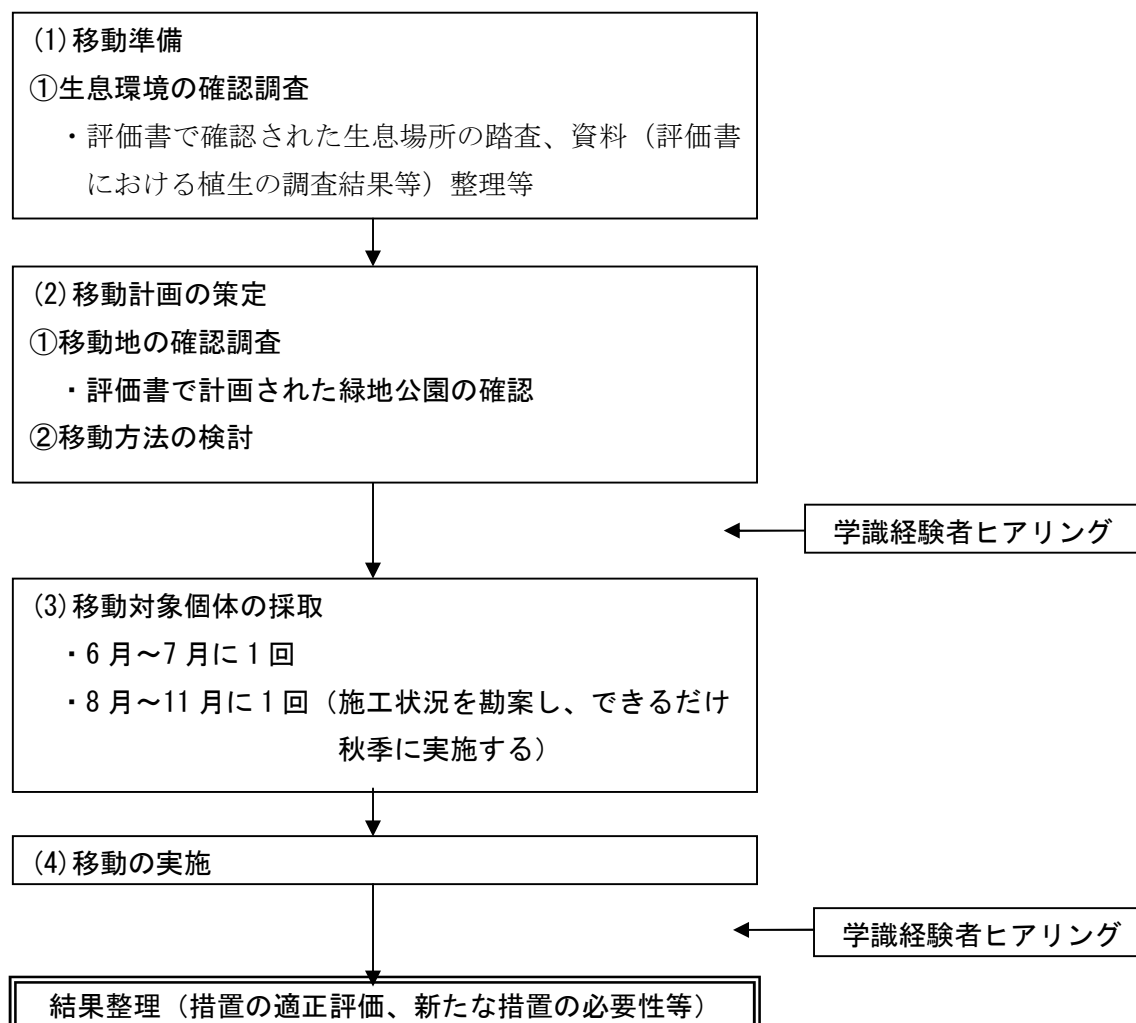 (1)移動準備
①生息環境の確認調査
・評価書で確認された生息場所の踏査、資料（評価書
における植生の調査結果等）整理等
(2)移動計画の策定
①移動地の確認調査
・評価書で計画された緑地公園の確認
②移動方法の検討
学識経験者ヒアリング
(3)移動対象個体の採取
・6月～7月に1回
・8月～11月に1回（施工状況を勘案し、できるだけ
秋季に実施する）
(4)移動の実施
学識経験者ヒアリング
結果整理（措置の適正評価、新たな措置の必要性等）